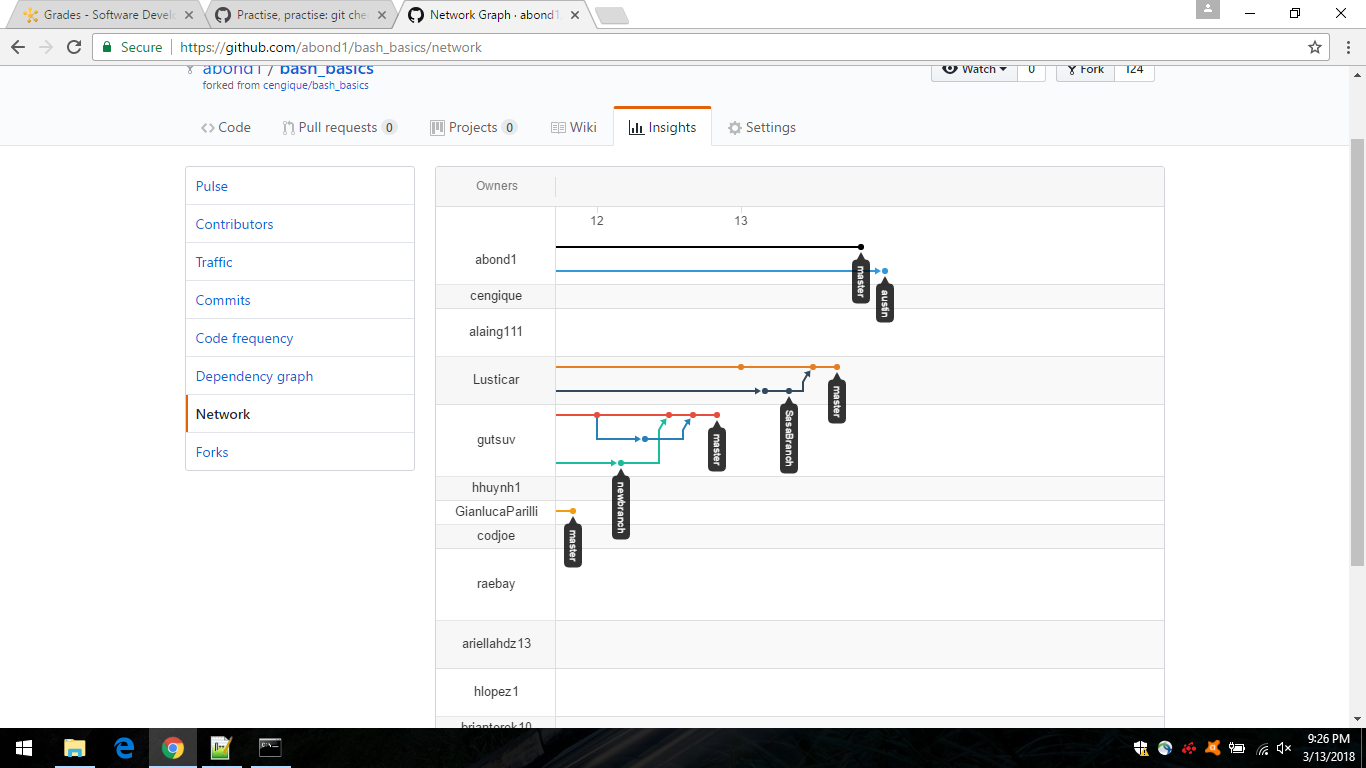 Grades - Software Develo
Practise, practise: git che
Network Graph · abond1
Secure
https://github.com/abond1/bash_basics/network
abond1 / bash_basics
forked from cengique/bash_basics
Watch 0
Fork 124
Code
Pull requests 0
Projects 0
Wiki
Insights
Settings
Pulse
Contributors
Traffic
Commits
Code frequency
Dependency graph
Network
Forks
Owners
12
13
abond1
master
austin
cengique
alaing111
Lusticar
master
SasaBranch
gutsuv
master
newbranch
hhuynh1
GianlucaParilli
master
codjoe
raebay
ariellahdz13
hlopez1
9:26 PM
3/13/2018